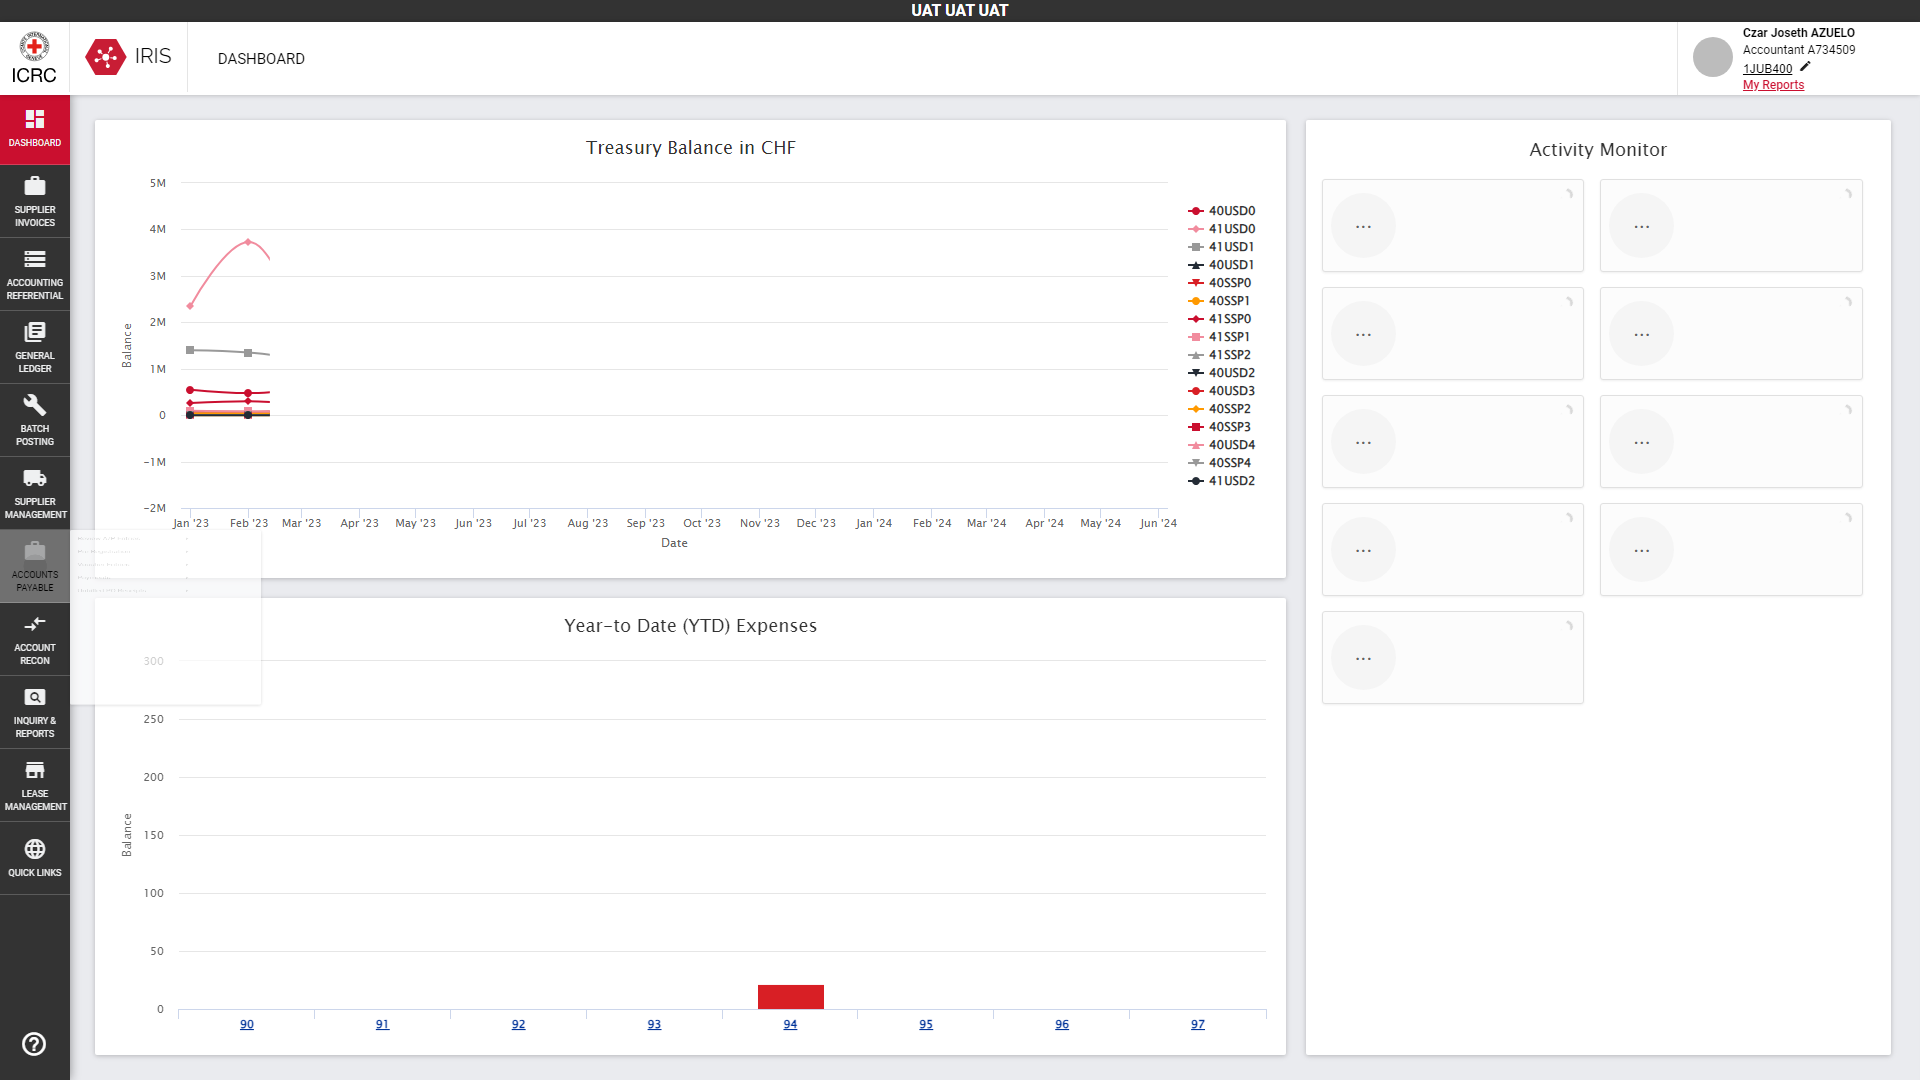 UAT UAT UAT
ICRC
IRIS
DASHBOARD
Czar Joseth AZUELO
Accountant A734509
1JUB400
My Reports
DASHBOARD
SUPPLIER
INVOICES
ACCOUNTING
REFERENTIAL
GENERAL
LEDGER
BATCH
POSTING
SUPPLIER
MANAGEMENT
ACCOUNTS
PAYABLE
ACCOUNT
RECON
INQUIRY &
REPORTS
LEASE
MANAGEMENT
QUICK LINKS
Treasury Balance in CHF
Balance
5M
4M
3M
2M
1M
0
-1M
-2M
Jan '23 Feb '23 Mar '23 Apr '23 May '23 Jun '23 Jul '23 Aug '23 Sep '23 Oct '23 Nov '23 Dec '23 Jan '24 Feb '24 Mar '24 Apr '24 May '24 Jun '24
Date
40USD0
41USD0
41USD1
40USD1
40SSP0
40SSP1
41SSP0
41SSP1
41SSP2
40USD2
40USD3
40SSP2
40SSP3
40USD4
40SSP4
41USD2
Year-to Date (YTD) Expenses
Balance
300
250
200
150
100
50
0
90 91 92 93 94 95 96 97
Activity Monitor
... ...
... ...
... ...
... ...
...